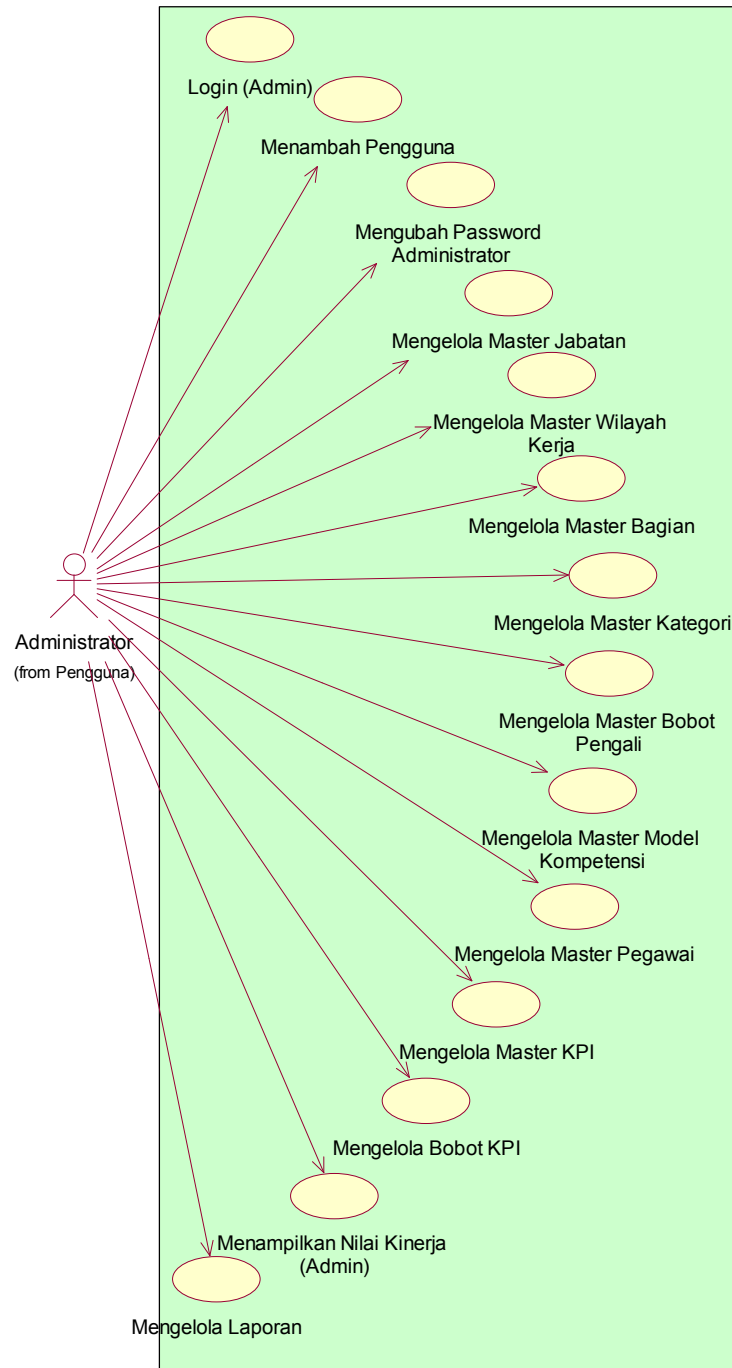 Login (Admin)
Menambah Pengguna
Mengubah Password
Administrator
Mengelola Master Jabatan
Mengelola Master Wilayah
Kerja
Mengelola Master Bagian
Mengelola Master Kategori
Administrator
(from Pengguna)
Mengelola Master Bobot
Pengali
Mengelola Master Model
Kompetensi
Mengelola Master Pegawai
Mengelola Master KPI
Mengelola Bobot KPI
Menampilkan Nilai Kinerja
(Admin)
Mengelola Laporan